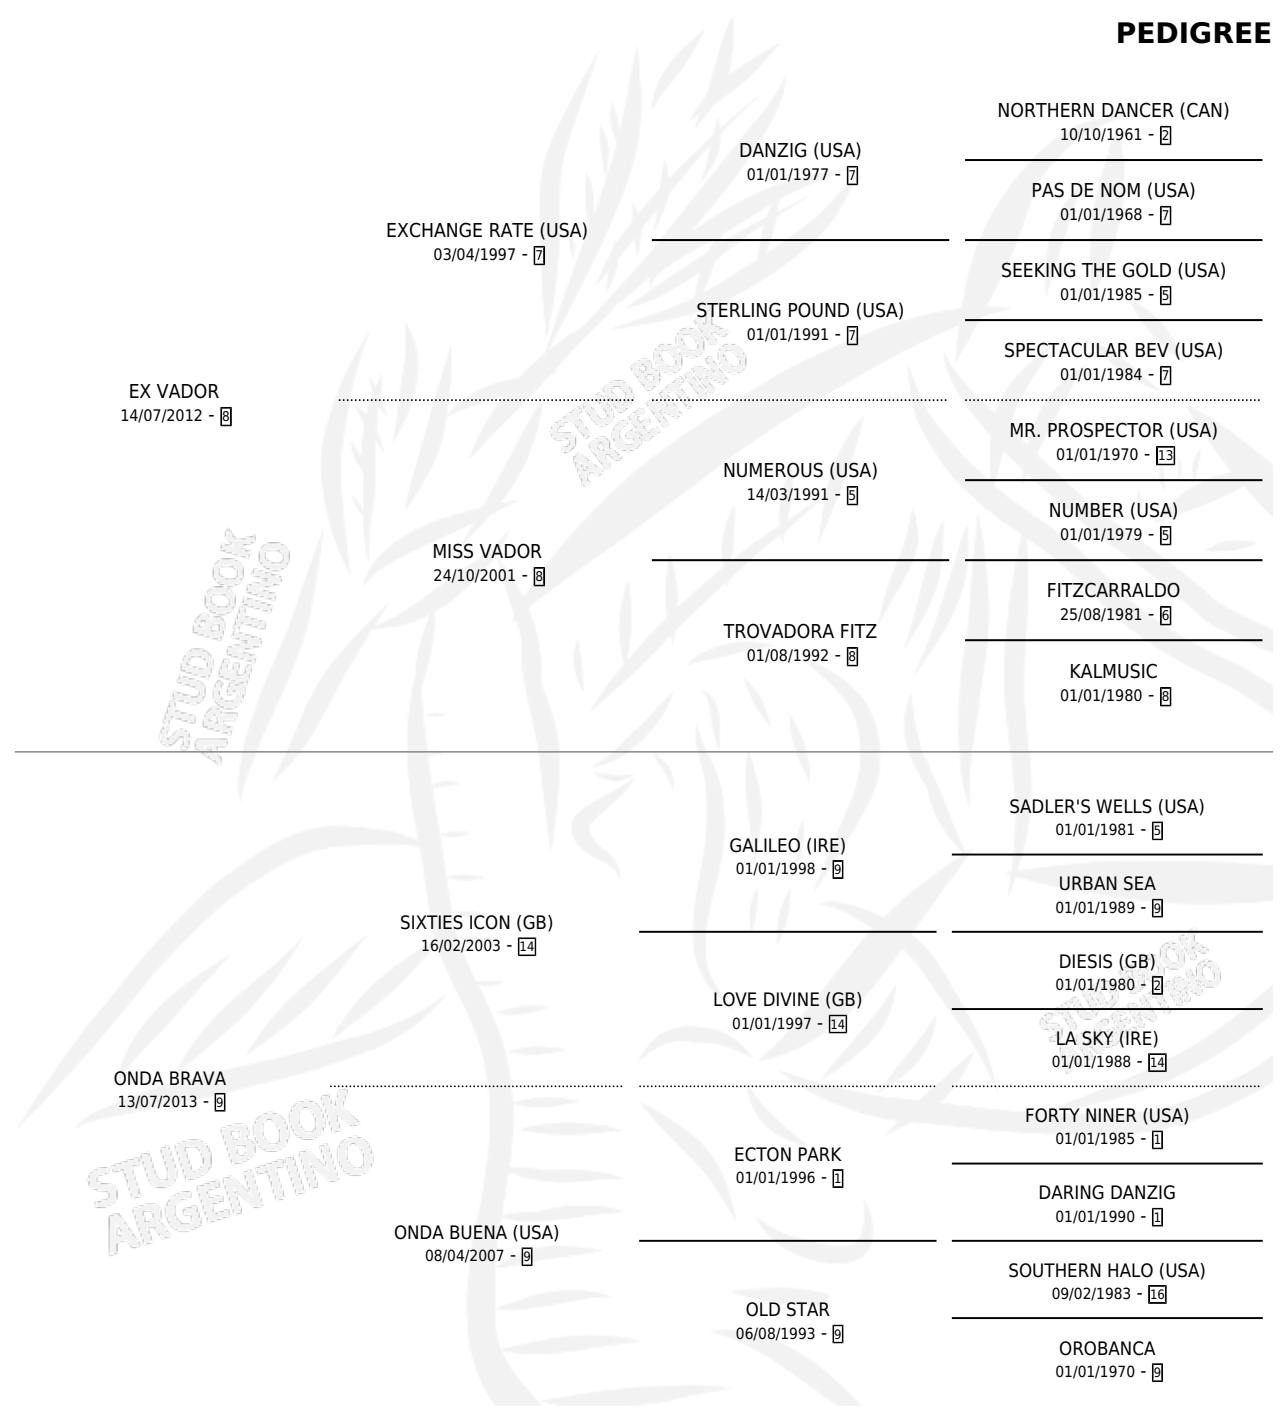 PEDIGREE
NORTHERN DANCER (CAN)
10/10/1961 - 2
DANZIG (USA)
01/01/1977 - 7
PAS DE NOM (USA)
01/01/1968 - 7
EXCHANGE RATE (USA)
03/04/1997 - 7
SEEKING THE GOLD (USA)
01/01/1985 - 5
STERLING POUND (USA)
01/01/1991 - 7
SPECTACULAR BEV (USA)
01/01/1984 - 7
STUD BOOK
ARGENTINO
EX VADOR
14/07/2012 - 8
MR. PROSPECTOR (USA)
01/01/1970 - 13
NUMEROUS (USA)
14/03/1991 - 5
NUMBER (USA)
01/01/1979 - 5
MISS VADOR
24/10/2001 - 8
FITZCARRALDO
25/08/1981 - 6
TROVADORA FITZ
01/08/1992 - 8
KALMUSIC
01/01/1980 - 8
STUD BOOK
ARGENTINO
SADLER'S WELLS (USA)
01/01/1981 - 5
GALILEO (IRE)
01/01/1998 - 9
URBAN SEA
01/01/1989 - 9
SIXTIES ICON (GB)
16/02/2003 - 14
DIESIS (GB)
01/01/1980 - 2
LOVE DIVINE (GB)
01/01/1997 - 14
STUD BOOK
ARGENTINO
LA SKY (IRE)
01/01/1988 - 14
ONDA BRAVA
13/07/2013 - 9
STUD BOOK
ARGENTINO
FORTY NINER (USA)
01/01/1985 - 1
ECTON PARK
01/01/1996 - 1
DARING DANZIG
01/01/1990 - 1
ONDA BUENA (USA)
08/04/2007 - 9
SOUTHERN HALO (USA)
09/02/1983 - 16
OLD STAR
06/08/1993 - 9
OROBANCA
01/01/1970 - 9